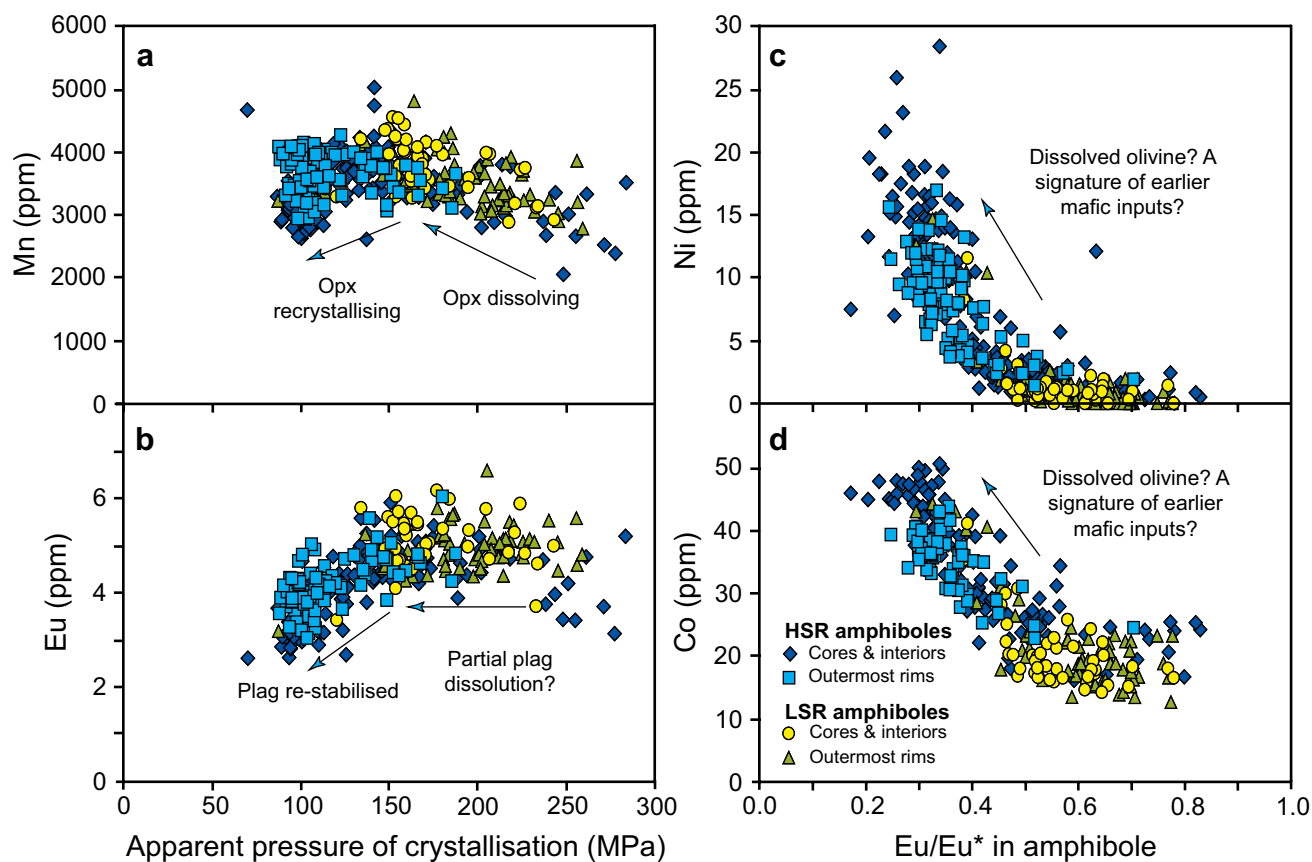 6000
5000
4000
3000
2000
1000
0
Mn (ppm)
a
Opx
recrystallising
Opx dissolving
30
25
20
15
10
5
0
Ni (ppm)
c
Dissolved olivine? A
signature of earlier
mafic inputs?
8
6
4
2
0
Eu (ppm)
b
Partial plag
dissolution?
Plag re-stabilised
0
50
100
150
200
250
300
Apparent pressure of crystallisation (MPa)
50
40
30
20
10
0
Co (ppm)
d
Dissolved olivine? A
signature of earlier
mafic inputs?
HSR amphiboles
Cores & interiors
Outermost rims
LSR amphiboles
Cores & interiors
Outermost rims
0.0
0.2
0.4
0.6
0.8
1.0
Eu/Eu* in amphibole